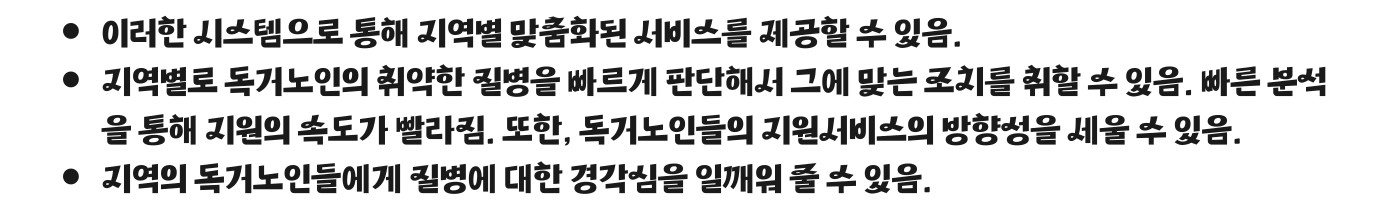 • 이러한 시스템으로 통해 지역별 맞춤화된 서비스를 제공할 수 있음.
• 지역별로 독거노인의 취약한 질병을 빠르게 판단해서 그에 맞는 조치를 취할 수 있음. 빠른 분석
을 통해 지원의 속도가 빨라짐. 또한, 독거노인들의 지원서비스의 방향성을 세울 수 있음.
• 지역의 독거노인들에게 질병에 대한 경각심을 일깨워 줄 수 있음.